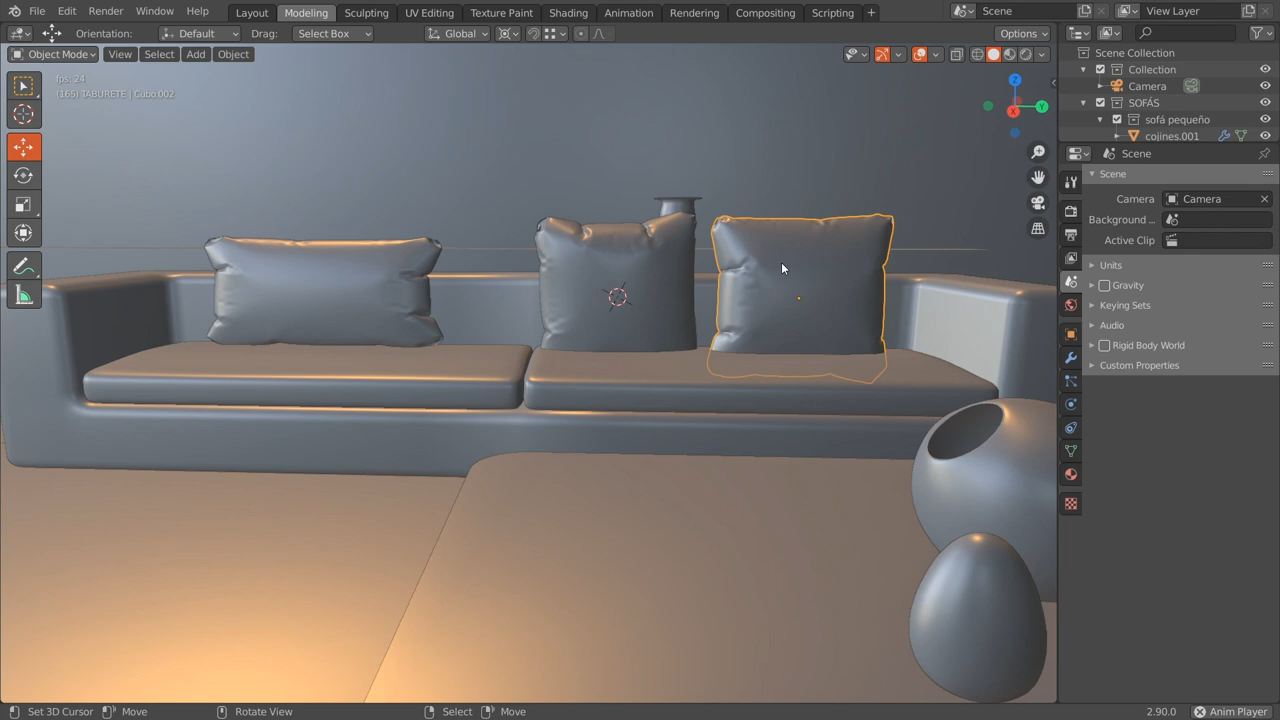 File Edit Render Window Help Layout Modeling Sculpting UV Editing Texture Paint Shading Animation Rendering Compositing Scripting + Scene View Layer
Orientation: Default Drag: Select Box Global Options
Object Mode View Select Add Object
Scene Collection
Collection
Camera
SOFÁS
sofá pequeño
cojines.001
fps: 24
(165) TABURETE | Cubo.002
X
Y
Z
Scene
Scene
Camera Camera
Background ...
Active Clip
Units
Gravity
Keying Sets
Audio
Rigid Body World
Custom Properties
Set 3D Cursor Move Rotate View Select Move 2.90.0 Anim Player